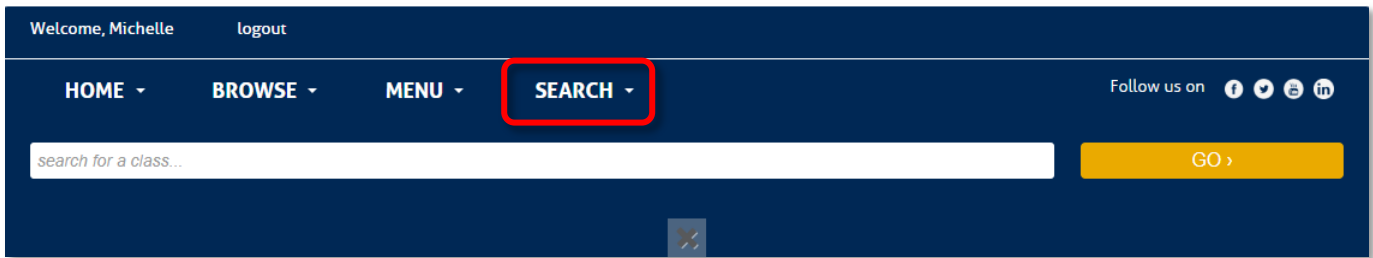 Welcome, Michelle logout
HOME BROWSE MENU SEARCH Follow us on
search for a class...
GO ›